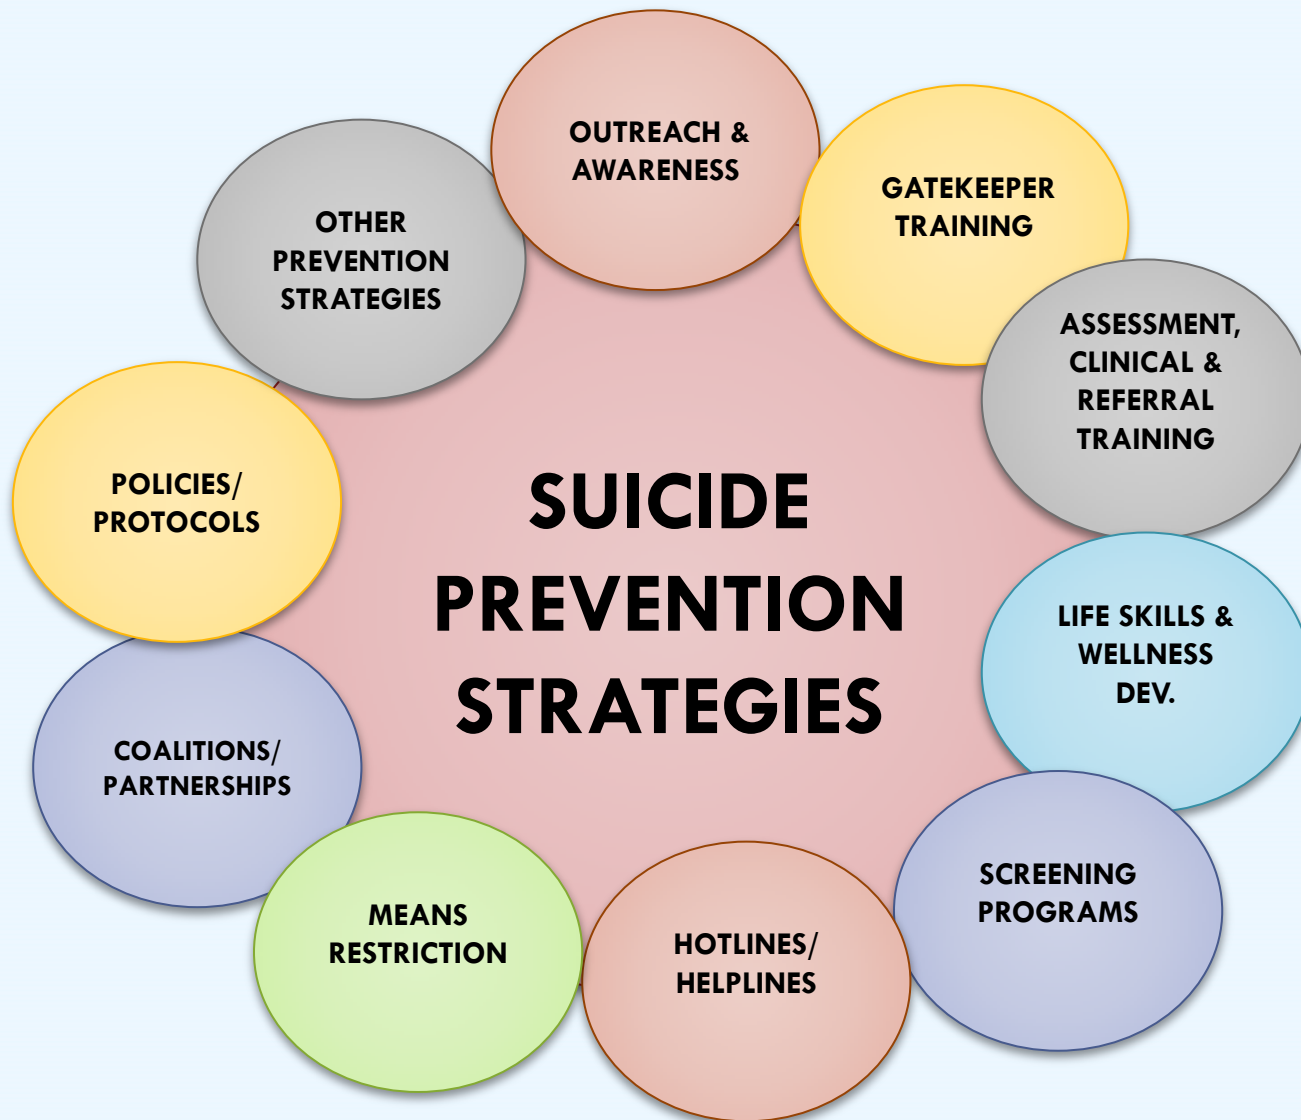 OUTREACH &
AWARENESS
GATEKEEPER
TRAINING
ASSESSMENT,
CLINICAL &
REFERRAL
TRAINING
LIFE SKILLS &
WELLNESS
DEV.
SCREENING
PROGRAMS
HOTLINES/
HELPLINES
MEANS
RESTRICTION
COALITIONS/
PARTNERSHIPS
POLICIES/
PROTOCOLS
OTHER
PREVENTION
STRATEGIES
SUICIDE
PREVENTION
STRATEGIES